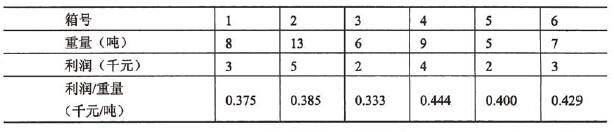 箱号 1 2 3 4 5 6
重量（吨） 8 13 6 9 5 7
利润（千元） 3 5 2 4 2 3
利润/重量
（千元/吨） 0.375 0.385 0.333 0.444 0.400 0.429